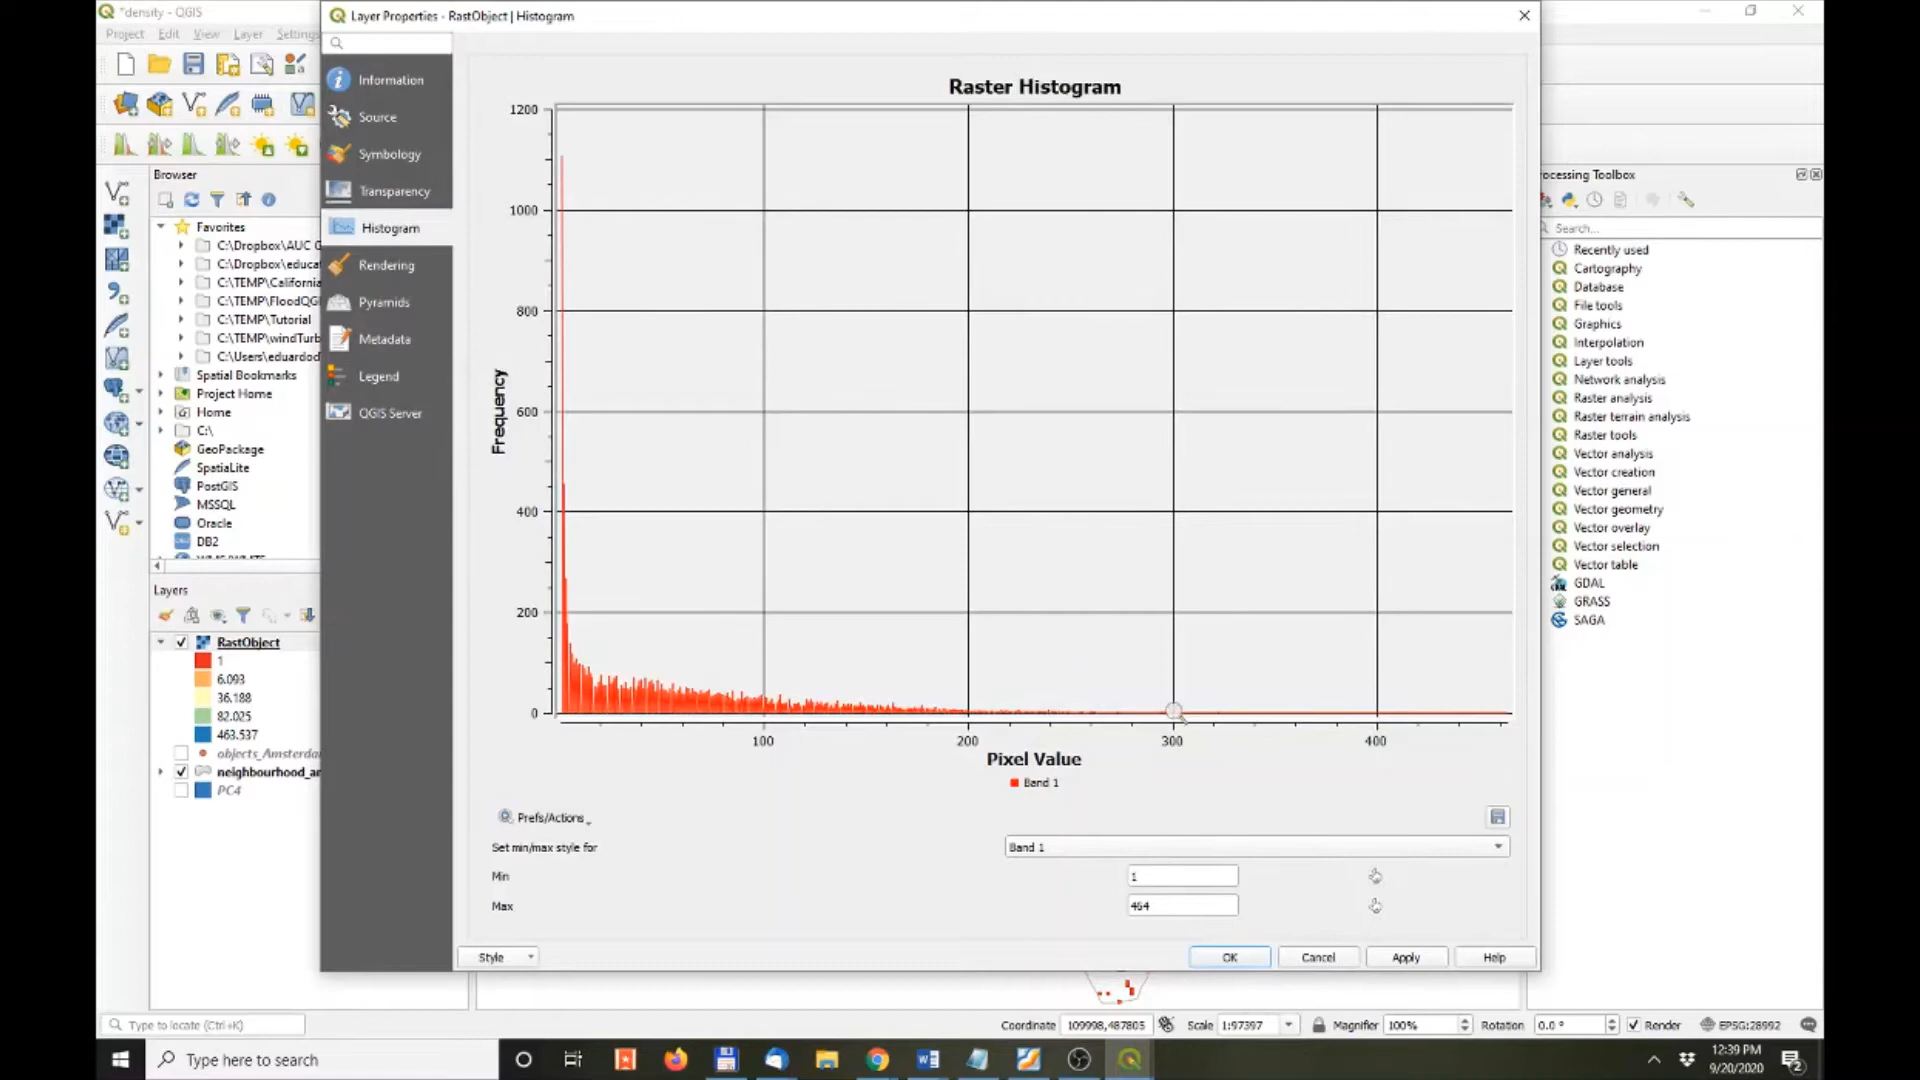 *density - QGIS
Project Edit View Layer Settings
Layer Properties - RastObject | Histogram
Information
Source
Symbology
Transparency
Histogram
Rendering
Pyramids
Metadata
Legend
QGIS Server
Browser
Favorites
C:\Dropbox\AUC G
C:\Dropbox\educat
C:\TEMP\California
C:\TEMP\FloodQGI
C:\TEMP\Tutorial
C:\TEMP\windTurb
C:\Users\eduardod
Spatial Bookmarks
Project Home
Home
C:\
GeoPackage
SpatiaLite
PostGIS
MSSQL
Oracle
DB2
Layers
RastObject
1
6.093
36.188
82.025
463.537
objects_Amsterda
neighbourhood_a
PC4
Raster Histogram
1200
1000
800
600
400
200
0
Frequency
100 200 300 400
Pixel Value
Band 1
Prefs/Actions
Set min/max style for Band 1
Min 1
Max 464
Style OK Cancel Apply Help
rocessing Toolbox
Search...
Recently used
Cartography
Database
File tools
Graphics
Interpolation
Layer tools
Network analysis
Raster analysis
Raster terrain analysis
Raster tools
Vector analysis
Vector creation
Vector general
Vector geometry
Vector overlay
Vector selection
Vector table
GDAL
GRASS
SAGA
Type to locate (Ctrl+K) Coordinate 109998,487805 Scale 1:97397 Magnifier 100% Rotation 0.0 ° Render EPSG:28992
Type here to search
12:39 PM
9/20/2020
2